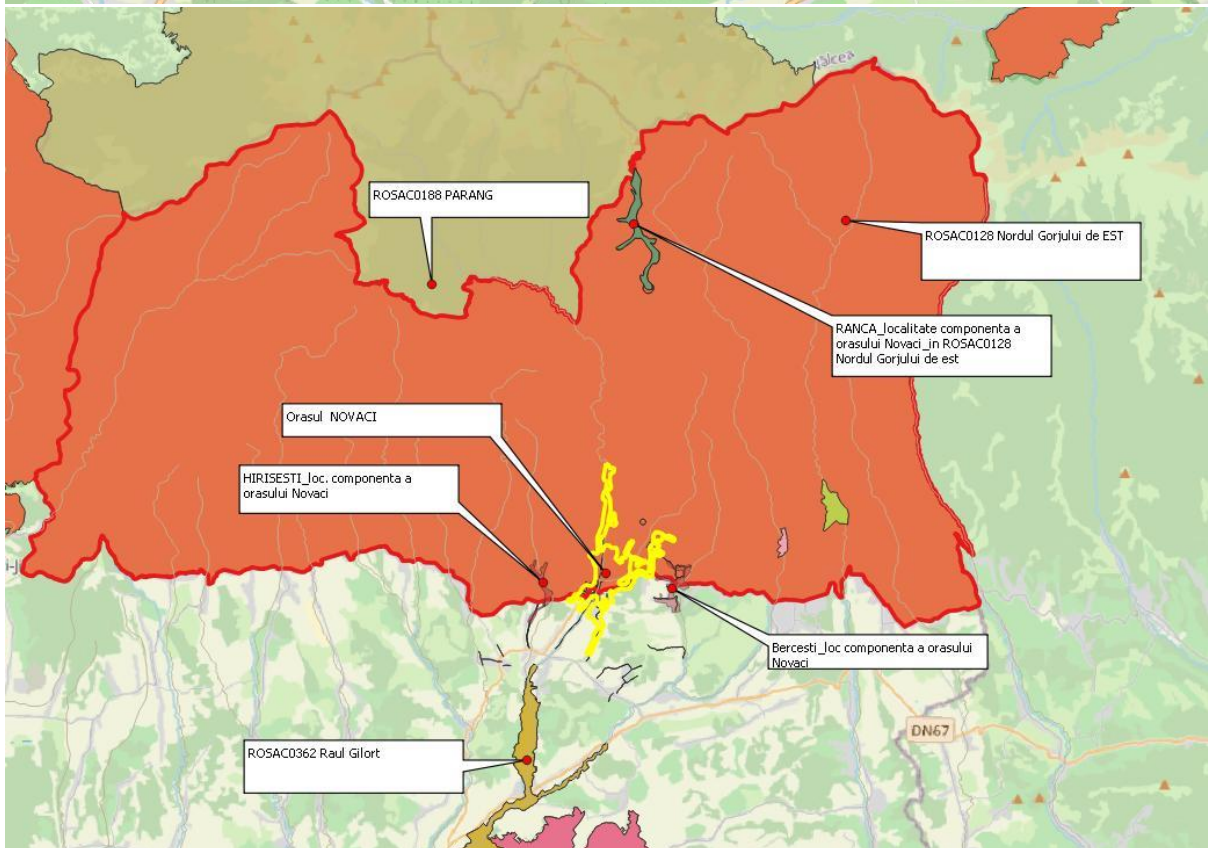 âlcea
ROSAC0188 PARANG
ROSAC0128 Nordul Gorjului de EST
RANCA_localitate componenta a
orasului Novaci_in ROSAC0128
Nordul Gorjului de est
Orasul NOVACI
HIRISESTI_loc. componenta a
orasului Novaci
Bercesti_loc componenta a orasului
Novaci
DN67
ROSAC0362 Raul Gilort